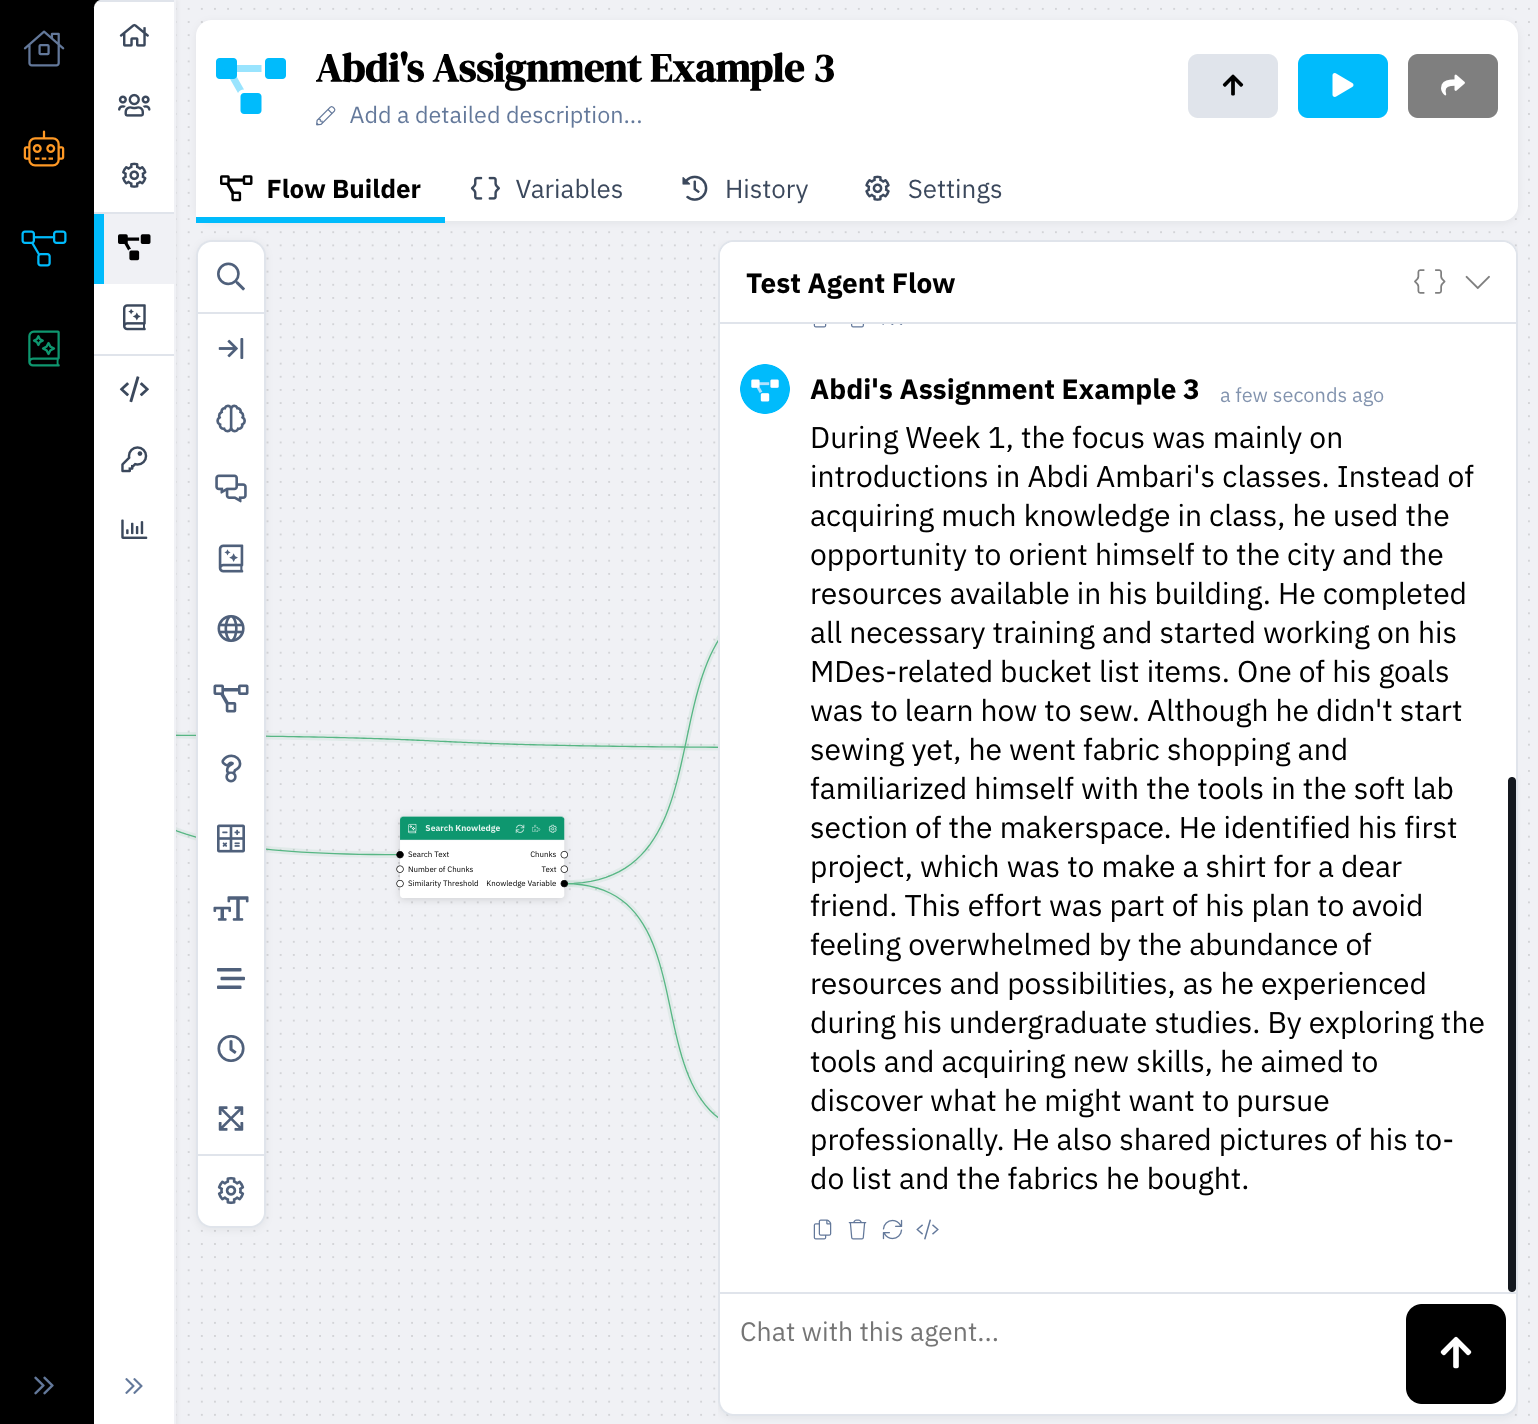 Abdi's Assignment Example 3
Add a detailed description...
Flow Builder
Variables
History
Settings
Test Agent Flow
Abdi's Assignment Example 3 a few seconds ago
During Week 1, the focus was mainly on
introductions in Abdi Ambari's classes. Instead of
acquiring much knowledge in class, he used the
opportunity to orient himself to the city and the
resources available in his building. He completed
all necessary training and started working on his
MDes-related bucket list items. One of his goals
was to learn how to sew. Although he didn't start
sewing yet, he went fabric shopping and
familiarized himself with the tools in the soft lab
section of the makerspace. He identified his first
project, which was to make a shirt for a dear
friend. This effort was part of his plan to avoid
feeling overwhelmed by the abundance of
resources and possibilities, as he experienced
during his undergraduate studies. By exploring the
tools and acquiring new skills, he aimed to
discover what he might want to pursue
professionally. He also shared pictures of his to-
do list and the fabrics he bought.
Search Knowledge
Search Text Chunks
Number of Chunks Text
Similarity Threshold Knowledge Variable
Chat with this agent...